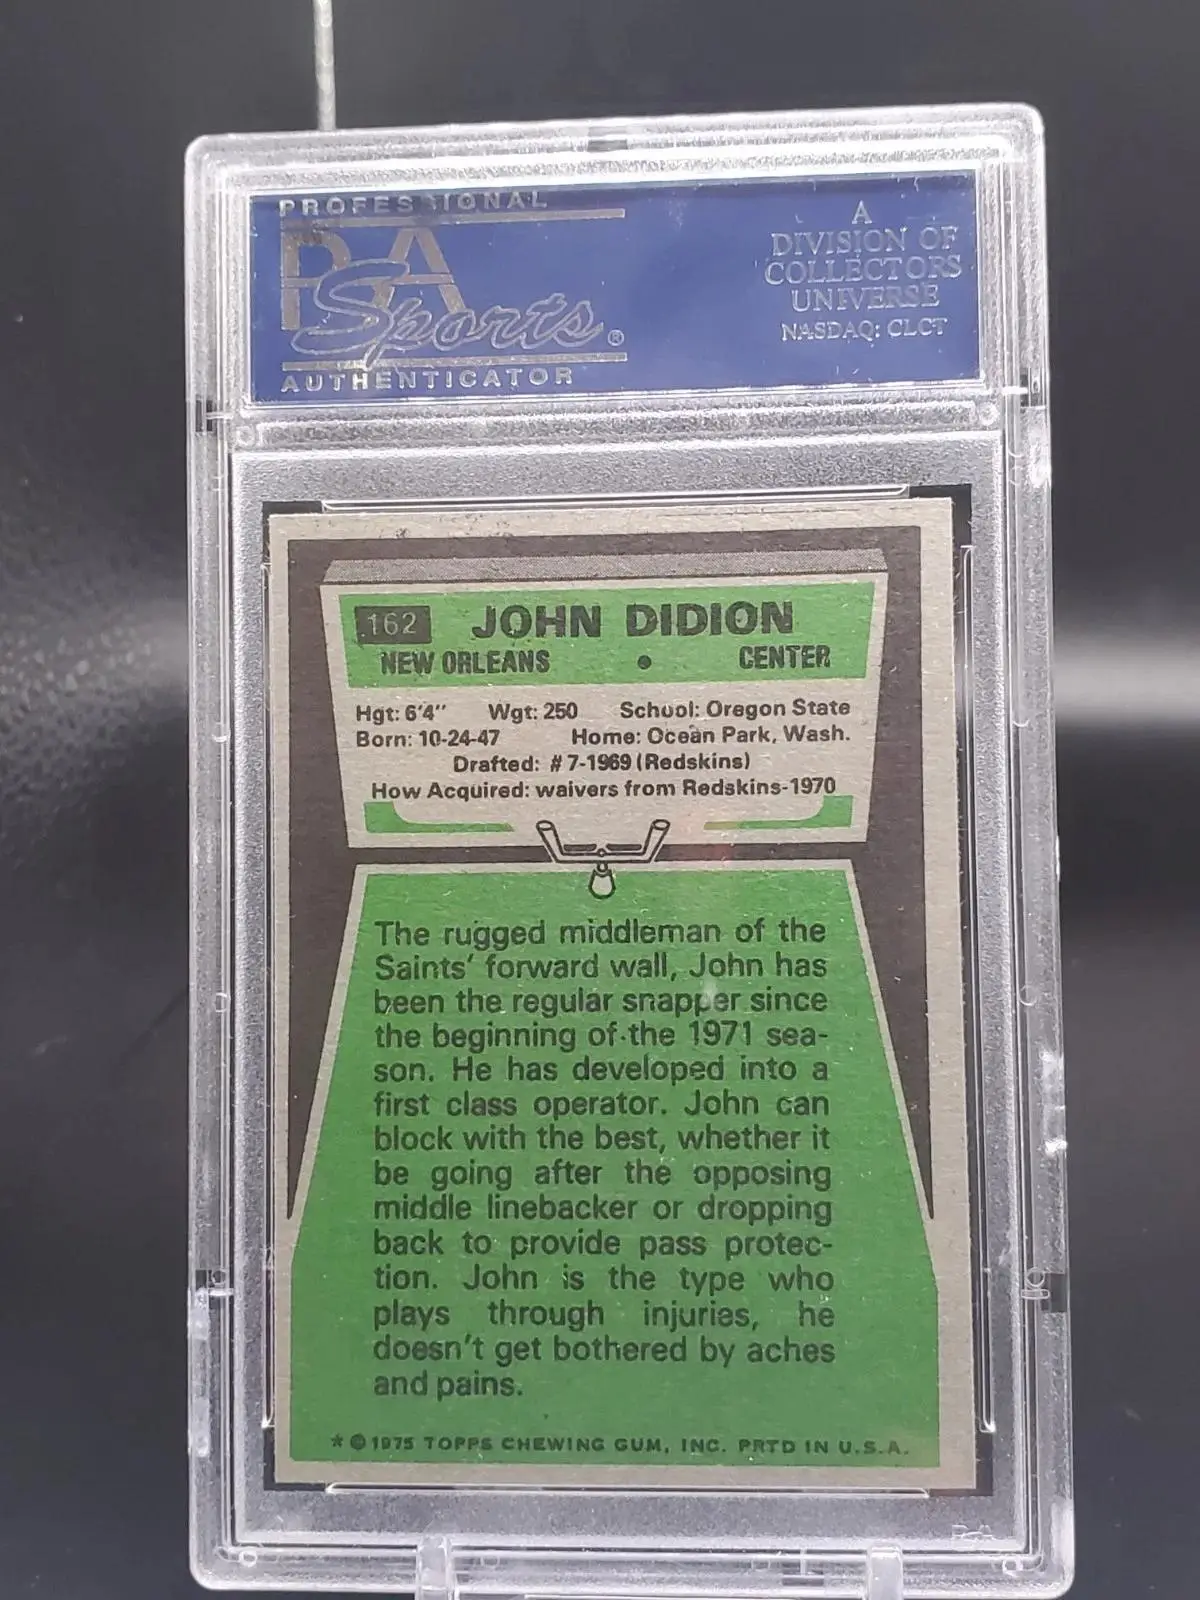 PROFESSIONAL
PSA
Sports®
AUTHENTICATOR
A
DIVISION OF
COLLECTORS
UNIVERSE
NASDAQ: CLCT
162 JOHN DIDION
NEW ORLEANS • CENTER
Hgt: 6'4" Wgt: 250 School: Oregon State
Born: 10-24-47 Home: Ocean Park, Wash.
Drafted: #7-1969 (Redskins)
How Acquired: waivers from Redskins-1970
The rugged middleman of the
Saints' forward wall, John has
been the regular snapper since
the beginning of the 1971 sea-
son. He has developed into a
first class operator. John can
block with the best, whether it
be going after the opposing
middle linebacker or dropping
back to provide pass protec-
tion. John is the type who
plays through injuries, he
doesn't get bothered by aches
and pains.
* © 1975 TOPPS CHEWING GUM, INC. PRTD IN U.S.A.
PSA